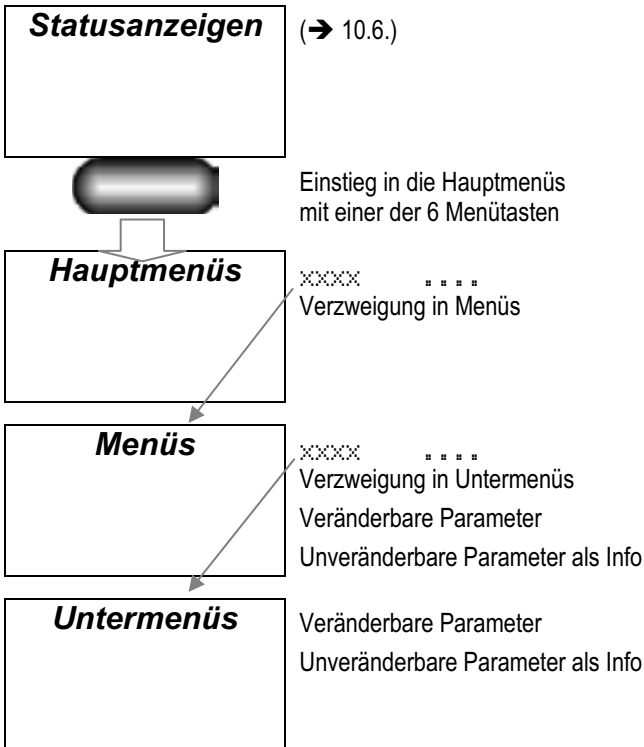 Statusanzeigen (➔ 10.6.)
Einstieg in die Hauptmenüs
mit einer der 6 Menütasten
Hauptmenüs
XXXX ....
Verzweigung in Menüs
Menüs
XXXX ....
Verzweigung in Untermenüs
Veränderbare Parameter
Unveränderbare Parameter als Info
Untermenüs
Veränderbare Parameter
Unveränderbare Parameter als Info